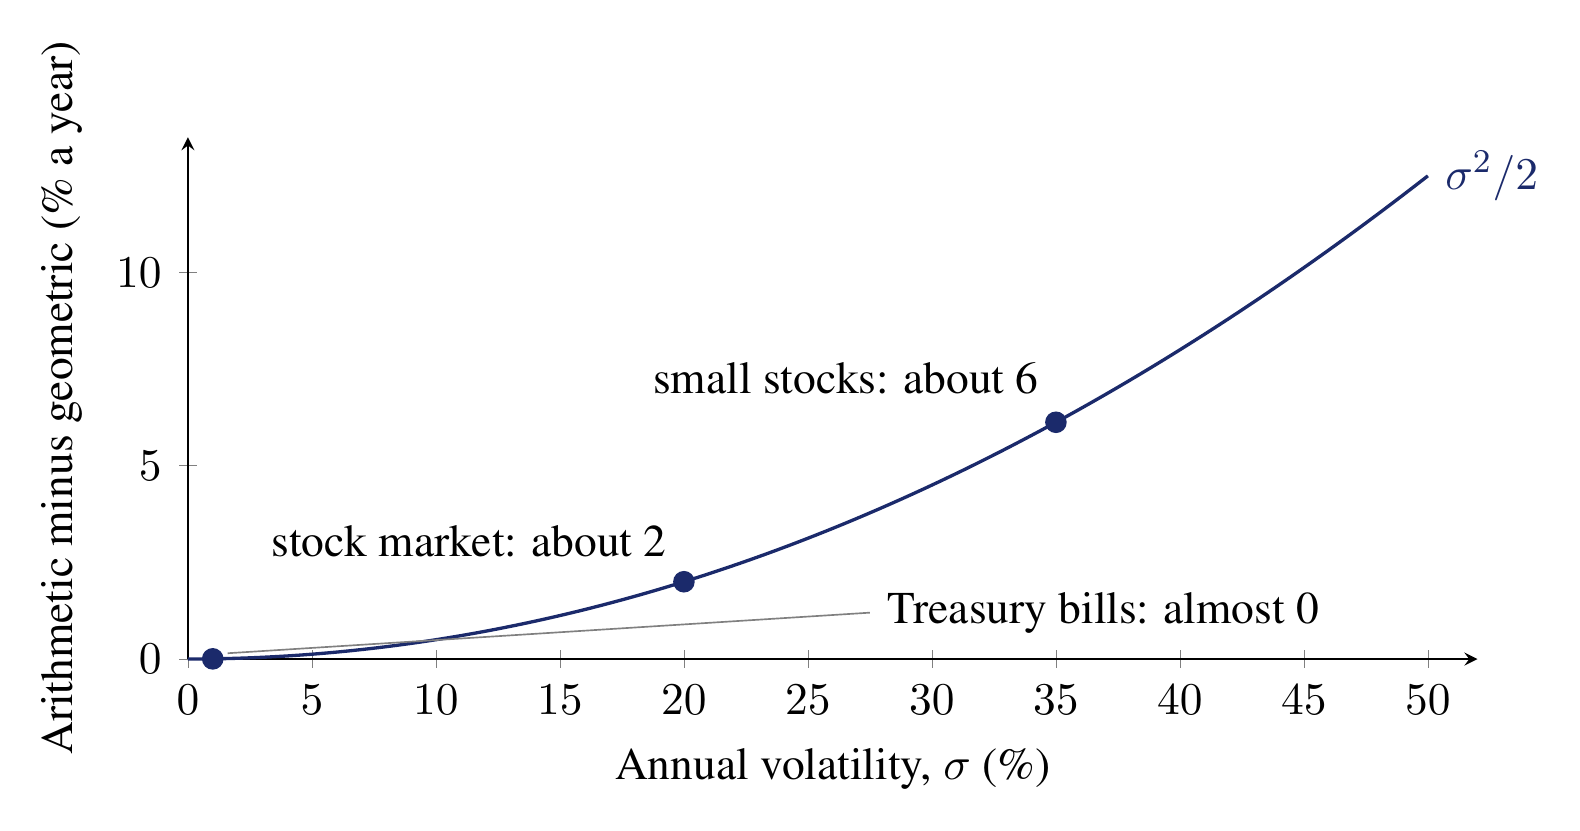 Arithmetic minus geometric (% a year)
σ²/2
10
small stocks: about 6
5
stock market: about 2
Treasury bills: almost 0
0
0 5 10 15 20 25 30 35 40 45 50
Annual volatility, σ (%)